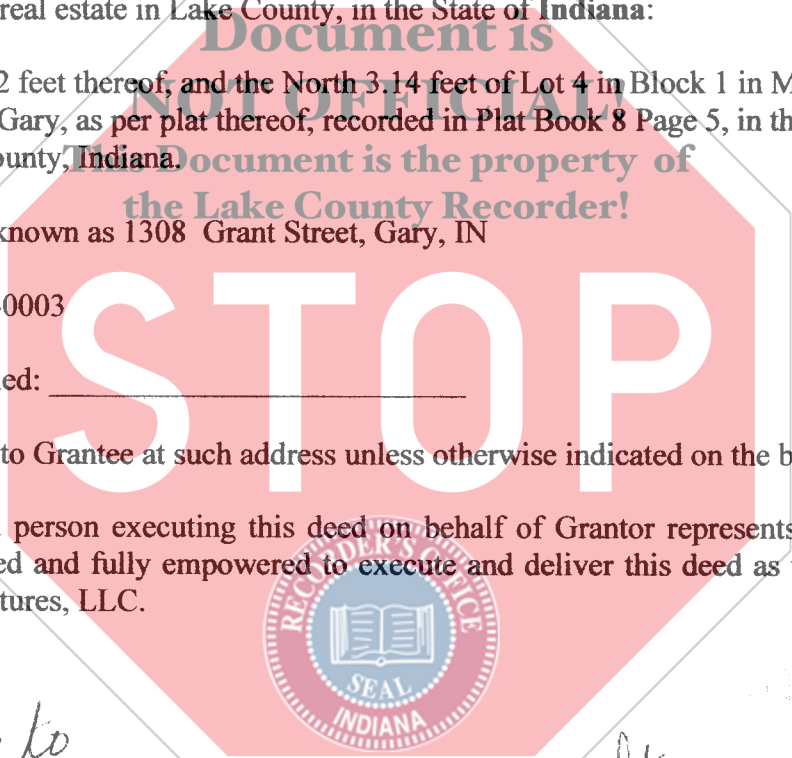 real estate in Lake County, in the State of Indiana:
Document is
2 feet thereof, and the North 3.14 feet of Lot 4 in Block 1 in M
NOT OFFICIAL!
Gary, as per plat thereof, recorded in Plat Book 8 Page 5, in th
ounty, Indiana.
This Document is the property of
the Lake County Recorder!
known as 1308 Grant Street, Gary, IN
0003
STOP
ed:
to Grantee at such address unless otherwise indicated on the b
person executing this deed on behalf of Grantor represents
ed and fully empowered to execute and deliver this deed as
tures, LLC.
RECORDER'S OFFICE
SEAL
INDIANA
to